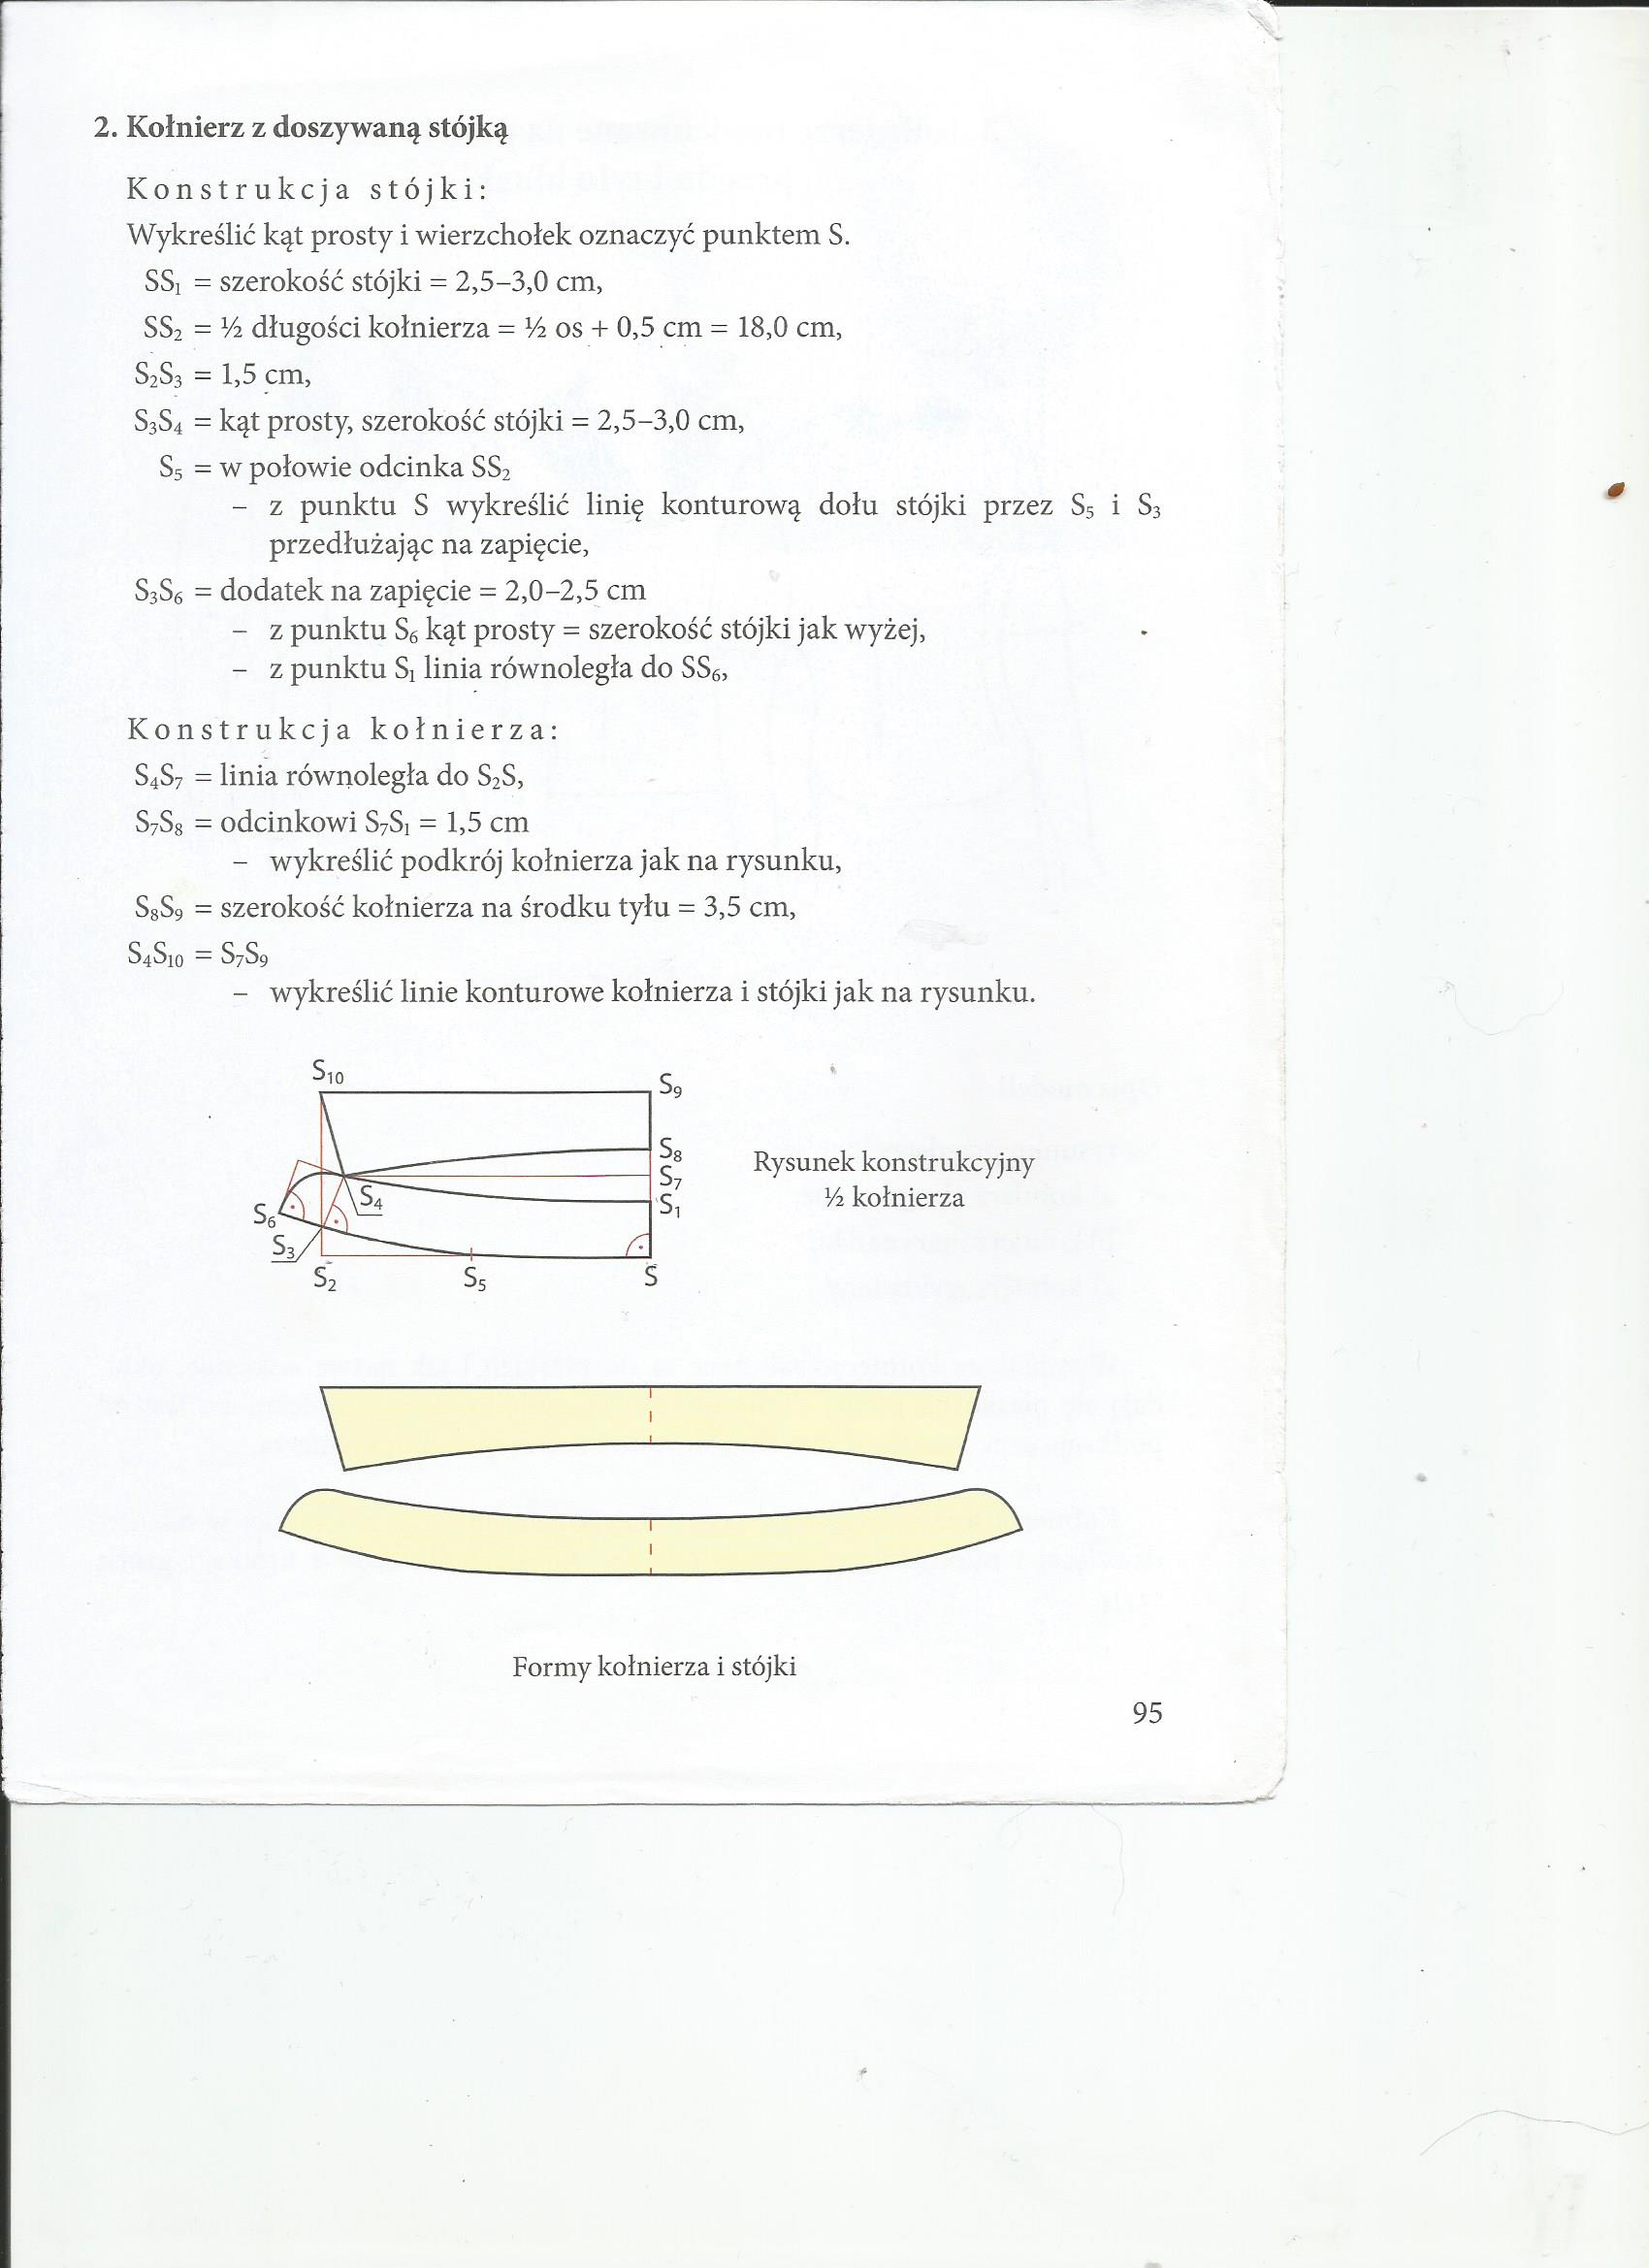 2. Kołnierz z doszywaną stójką
Konstrukcja stójki:
Wykreślić kąt prosty i wierzchołek oznaczyć punktem S.
SS₁ = szerokość stójki = 2,5–3,0 cm,
SS₂ = ½ długości kołnierza = ½ os + 0,5 cm = 18,0 cm,
S₂S₃ = 1,5 cm,
S₃S₄ = kąt prosty, szerokość stójki = 2,5–3,0 cm,
S₅ = w połowie odcinka SS₂
– z punktu S wykreślić linię konturową dołu stójki przez S₅ i S₃
przedłużając na zapięcie,
S₃S₆ = dodatek na zapięcie = 2,0–2,5 cm
– z punktu S₆ kąt prosty = szerokość stójki jak wyżej,
– z punktu S₁ linia równoległa do SS₆,
Konstrukcja kołnierza:
S₄S₇ = linia równoległa do S₂S,
S₇S₈ = odcinkowi S₇S₁ = 1,5 cm
– wykreślić podkrój kołnierza jak na rysunku,
S₈S₉ = szerokość kołnierza na środku tyłu = 3,5 cm,
S₄S₁₀ = S₇S₉
– wykreślić linie konturowe kołnierza i stójki jak na rysunku.
S₁₀
S₉
S₈
S₇
S₁
S₄
S₆
S₃
S₂
S₅
S
Rysunek konstrukcyjny
½ kołnierza
Formy kołnierza i stójki
95